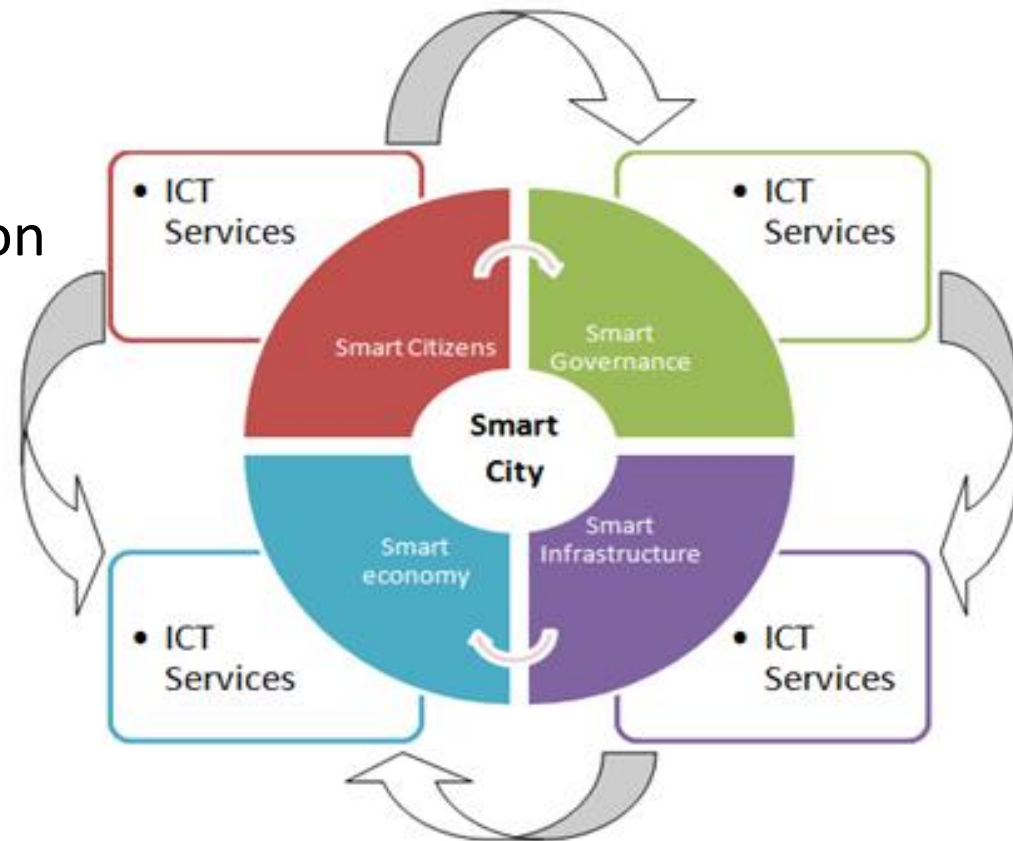 • ICT
Services
• ICT
Services
on
Smart Citizens
Smart
Governance
Smart
City
Smart
economy
Smart
Infrastructure
• ICT
Services
• ICT
Services